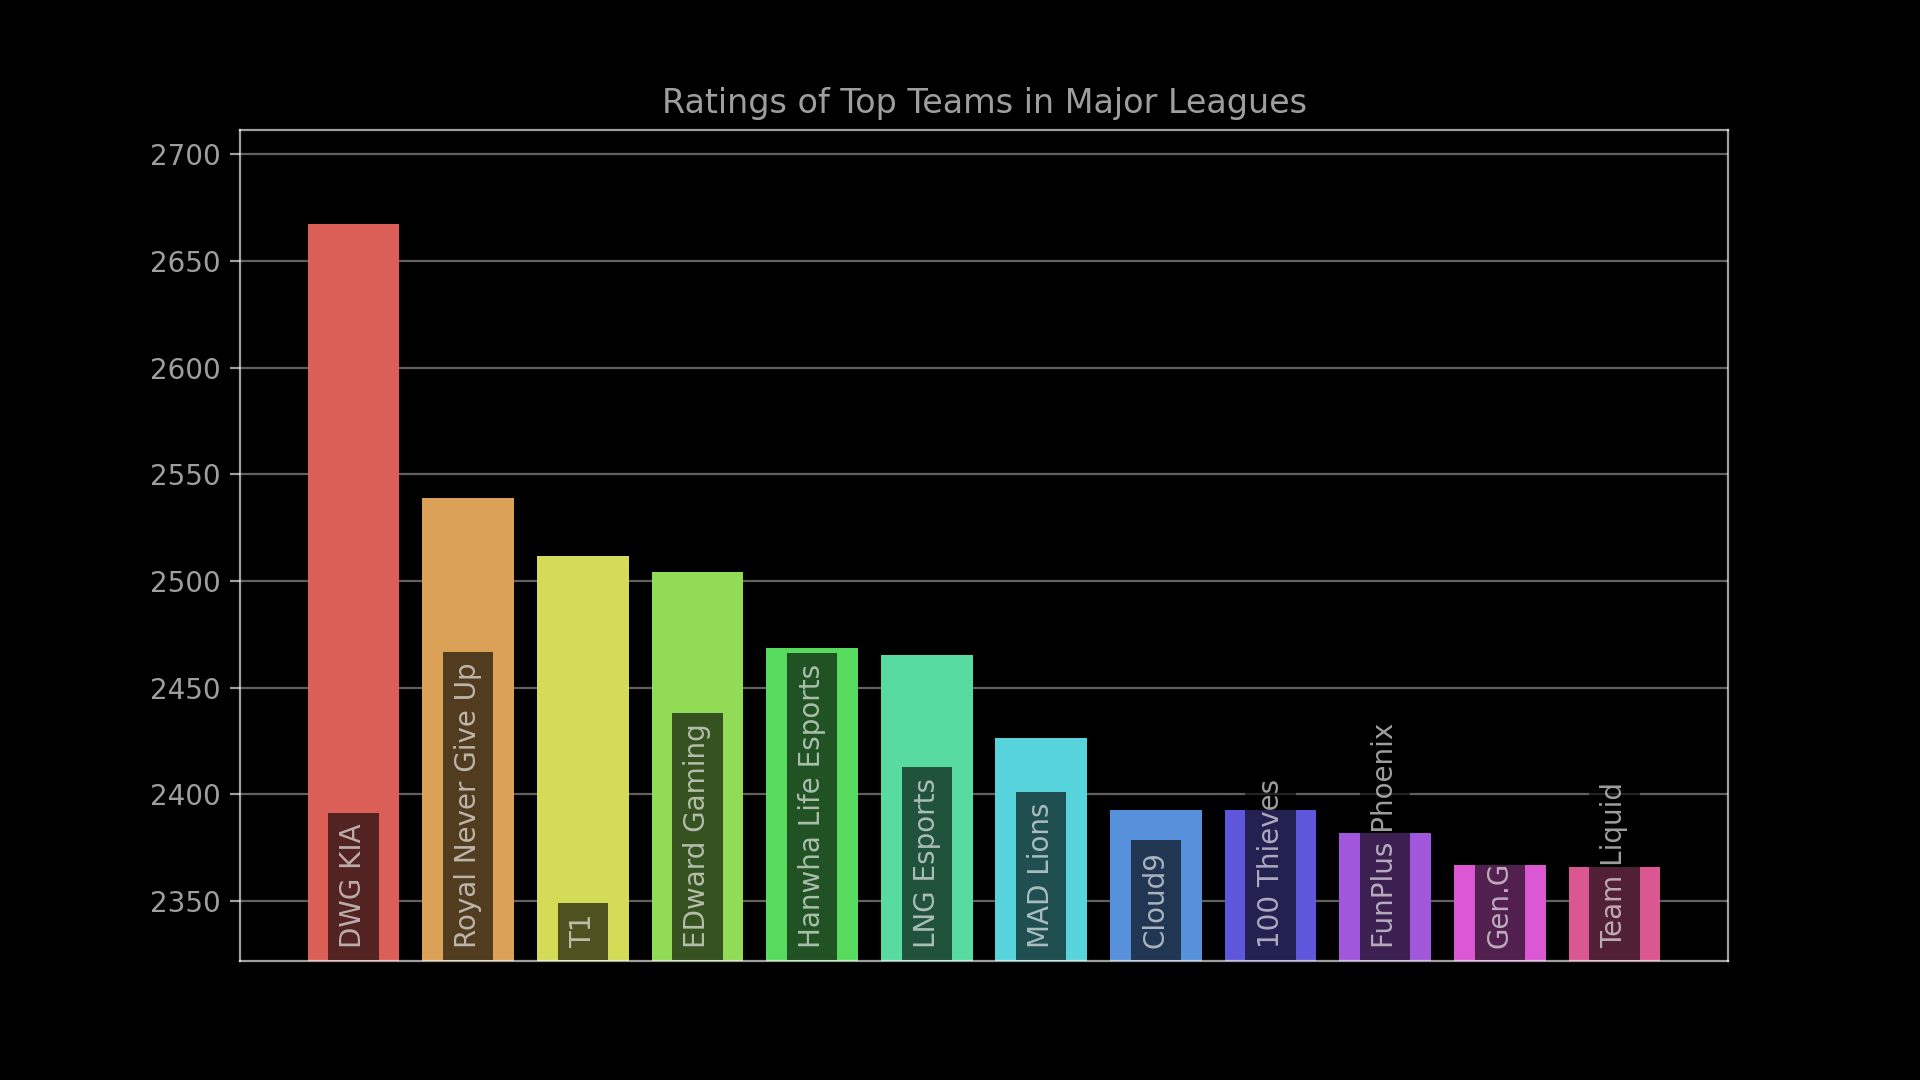 Ratings of Top Teams in Major Leagues
2700
2650
2600
2550
2500
2450
2400
2350
DWG KIA
Royal Never Give Up
T1
EDward Gaming
Hanwha Life Esports
LNG Esports
MAD Lions
Cloud9
100 Thieves
FunPlus Phoenix
Gen.G
Team Liquid